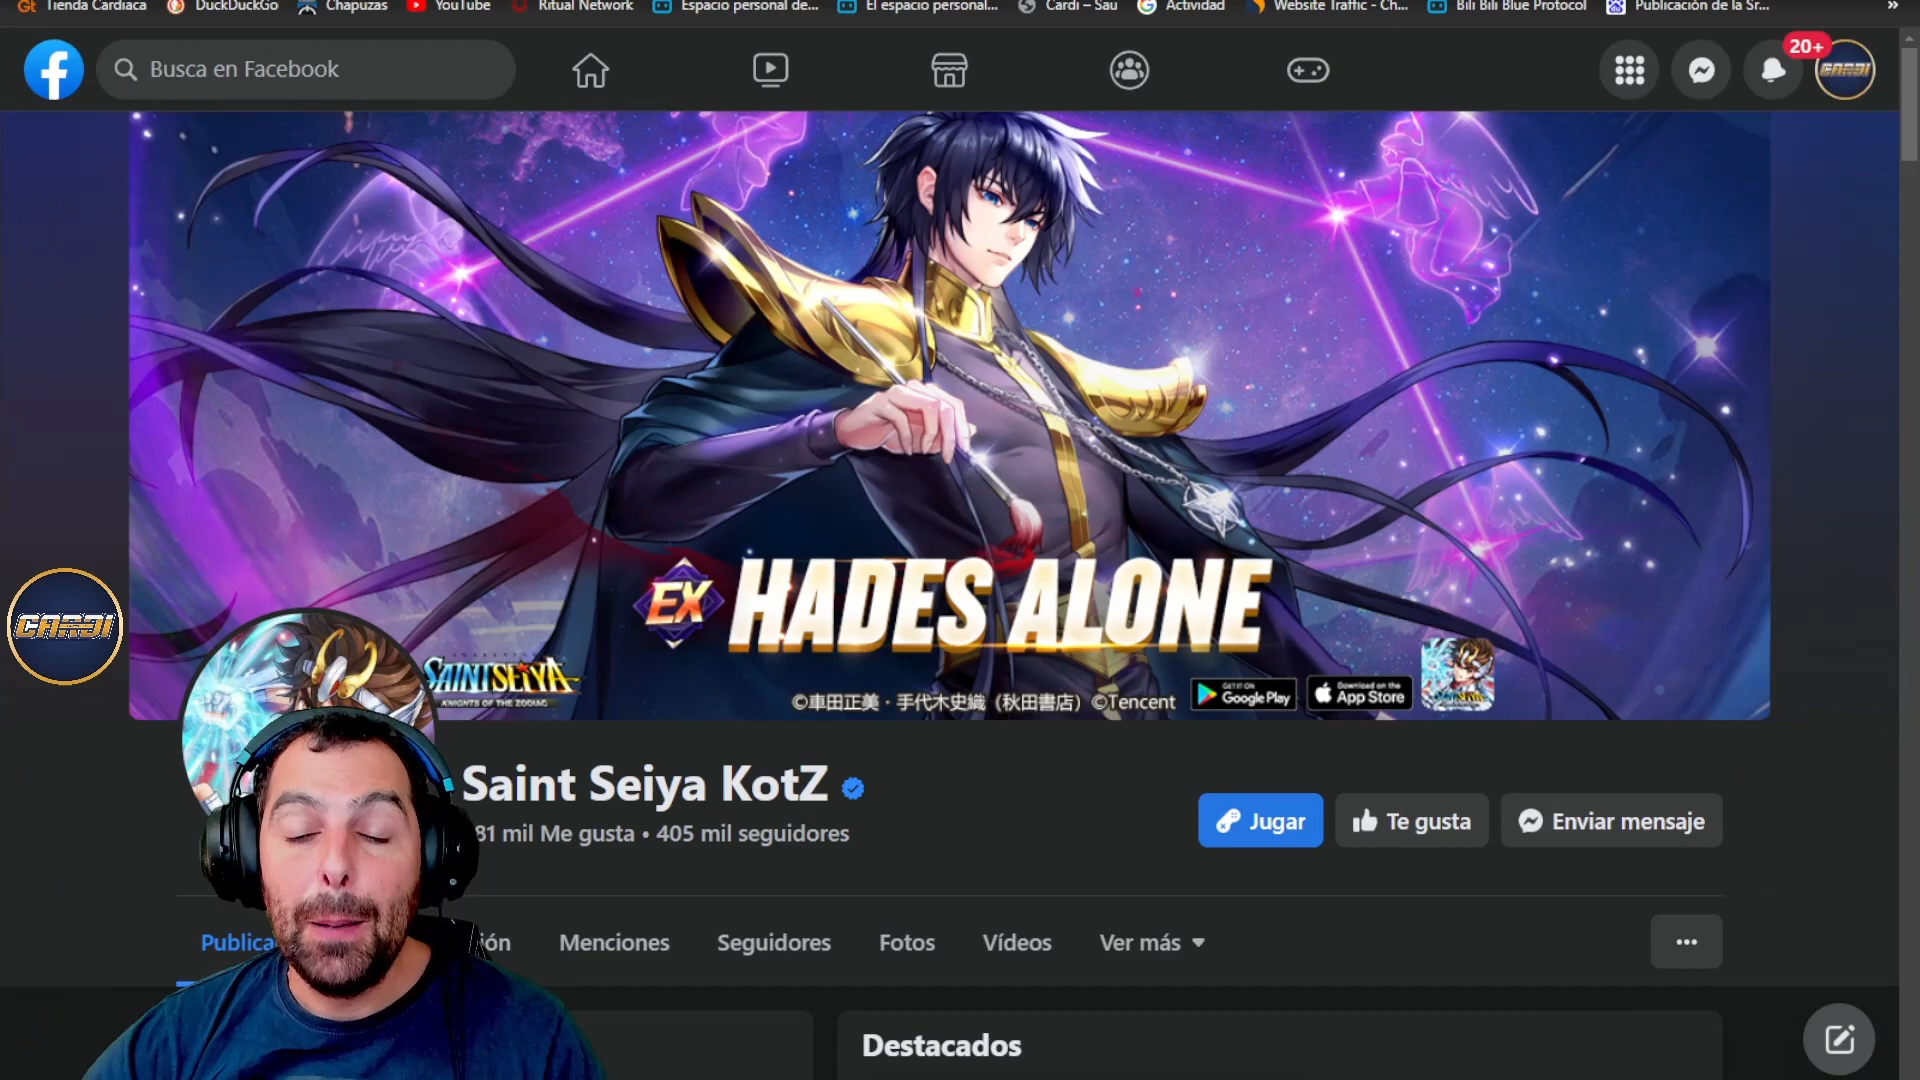 Tienda Cardiaca
DuckDuckGo
Chapuzas
YouTube
Ritual Network
Espacio personal de...
El espacio personal...
Cardi – Sau
Actividad
Website Traffic - Ch...
Bili Bili Blue Protocol
Publicación de la Sr...
»
Busca en Facebook
20+
CARDI
EX HADES ALONE
CARDI
SAINT SEIYA
KNIGHTS OF THE ZODIAC
©車田正美・手代木史織（秋田書店）©Tencent
GET IT ON
Google Play
Download on the
App Store
Saint Seiya KotZ
81 mil Me gusta • 405 mil seguidores
Jugar
Te gusta
Enviar mensaje
Publica
ión
Menciones
Seguidores
Fotos
Vídeos
Ver más
Destacados